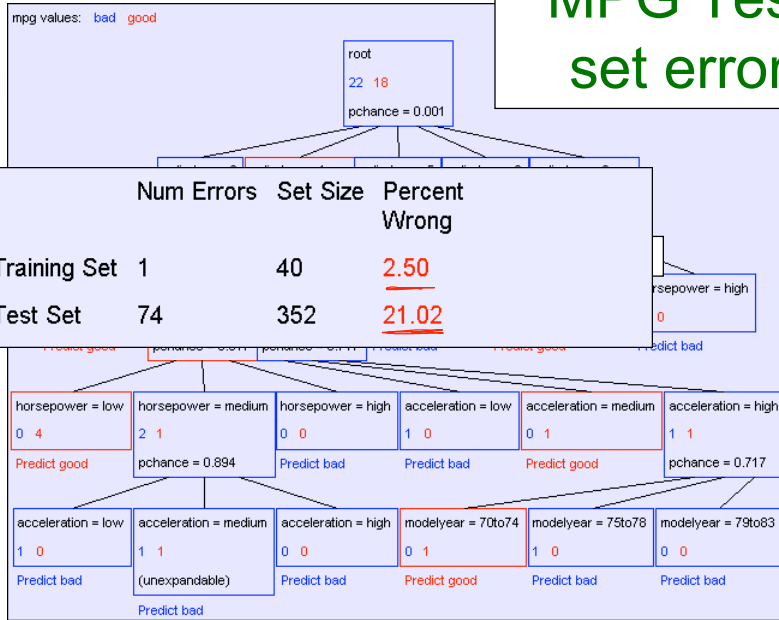 MPG Tes
set error
mpg values: bad good
root
22 18
pchance = 0.001
Num Errors Set Size Percent Wrong
Training Set 1 40 2.50
Test Set 74 352 21.02
horsepower = high
0
Predict bad
horsepower = low
0 4
Predict good
horsepower = medium
2 1
pchance = 0.894
horsepower = high
0 0
Predict bad
acceleration = low
1 0
Predict bad
acceleration = medium
0 1
Predict good
acceleration = high
1 1
pchance = 0.717
acceleration = low
1 0
Predict bad
acceleration = medium
1 1
(unexpandable)
Predict bad
acceleration = high
0 0
Predict bad
modelyear = 70to74
0 1
Predict good
modelyear = 75to78
1 0
Predict bad
modelyear = 79to83
0 0
Predict bad